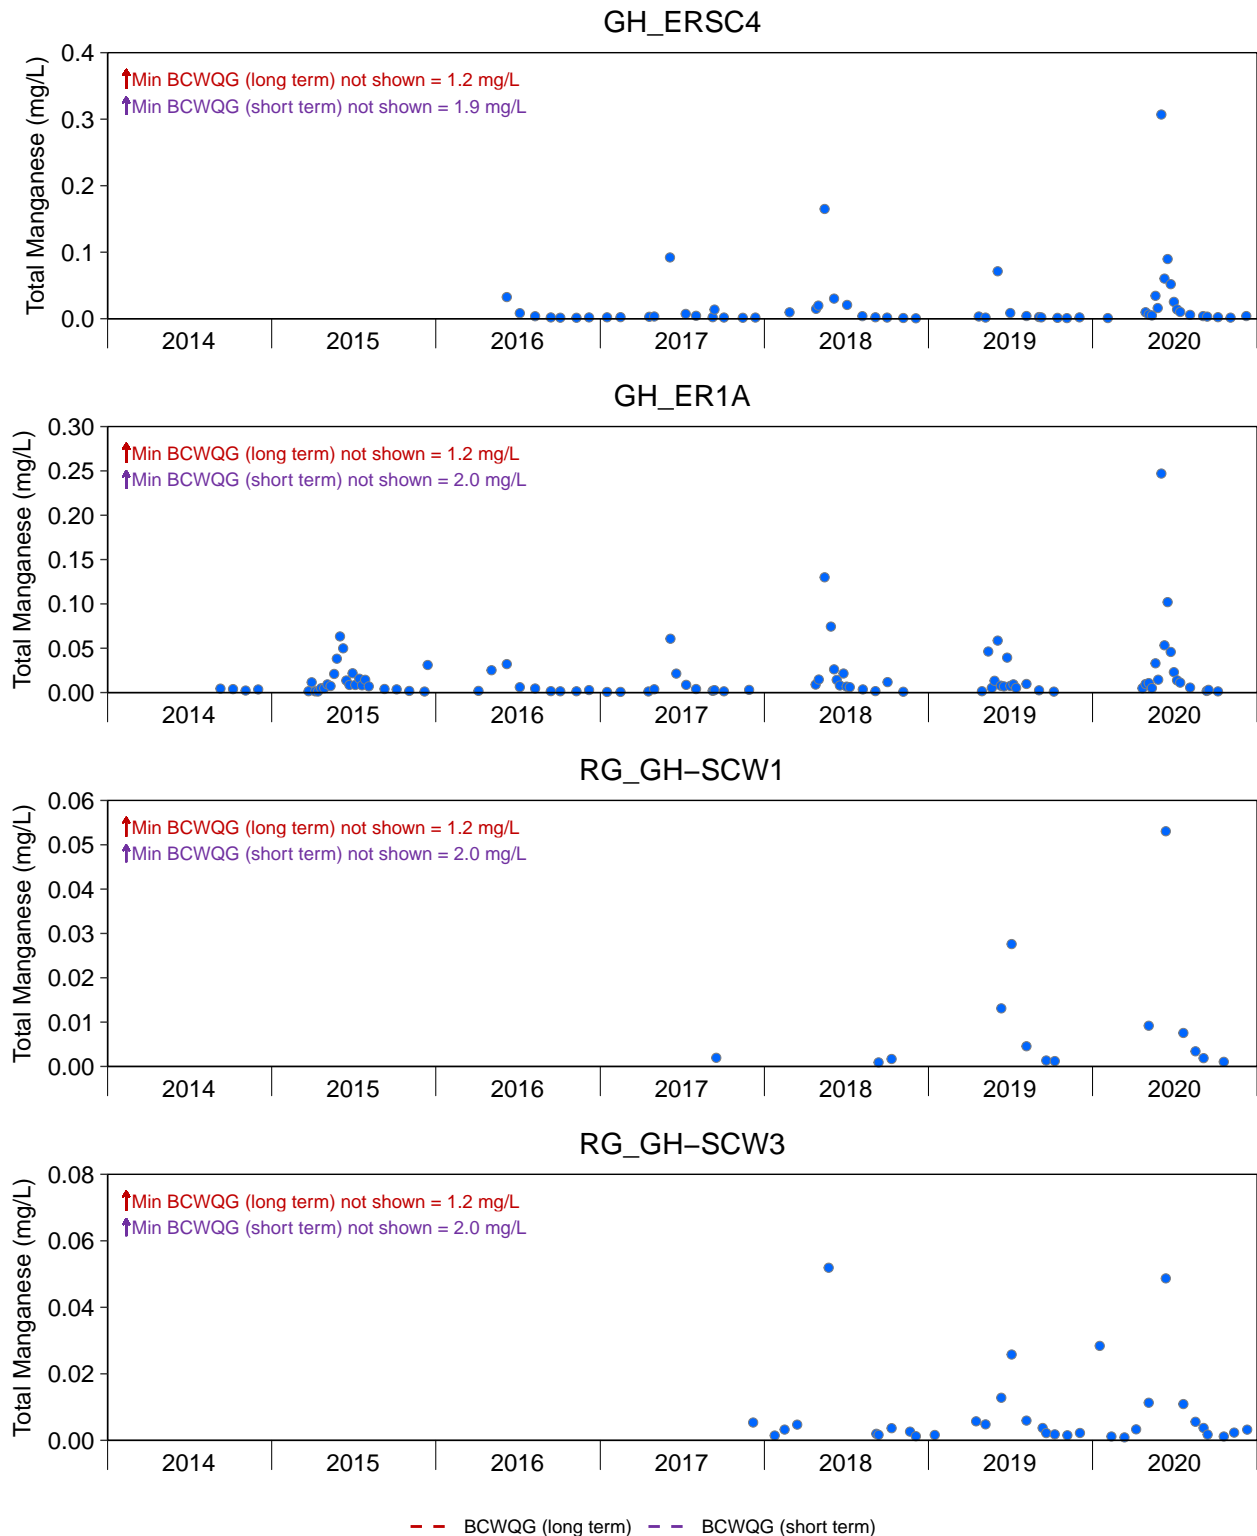 GH_ERSC4
Total Manganese (mg/L)
0.4
0.3
0.2
0.1
0.0
Min BCWQG (long term) not shown = 1.2 mg/L
Min BCWQG (short term) not shown = 1.9 mg/L
2014 2015 2016 2017 2018 2019 2020
GH_ER1A
Total Manganese (mg/L)
0.30
0.25
0.20
0.15
0.10
0.05
0.00
Min BCWQG (long term) not shown = 1.2 mg/L
Min BCWQG (short term) not shown = 2.0 mg/L
2014 2015 2016 2017 2018 2019 2020
RG_GH−SCW1
Total Manganese (mg/L)
0.06
0.05
0.04
0.03
0.02
0.01
0.00
Min BCWQG (long term) not shown = 1.2 mg/L
Min BCWQG (short term) not shown = 2.0 mg/L
2014 2015 2016 2017 2018 2019 2020
RG_GH−SCW3
Total Manganese (mg/L)
0.08
0.06
0.04
0.02
0.00
Min BCWQG (long term) not shown = 1.2 mg/L
Min BCWQG (short term) not shown = 2.0 mg/L
2014 2015 2016 2017 2018 2019 2020
BCWQG (long term) BCWQG (short term)